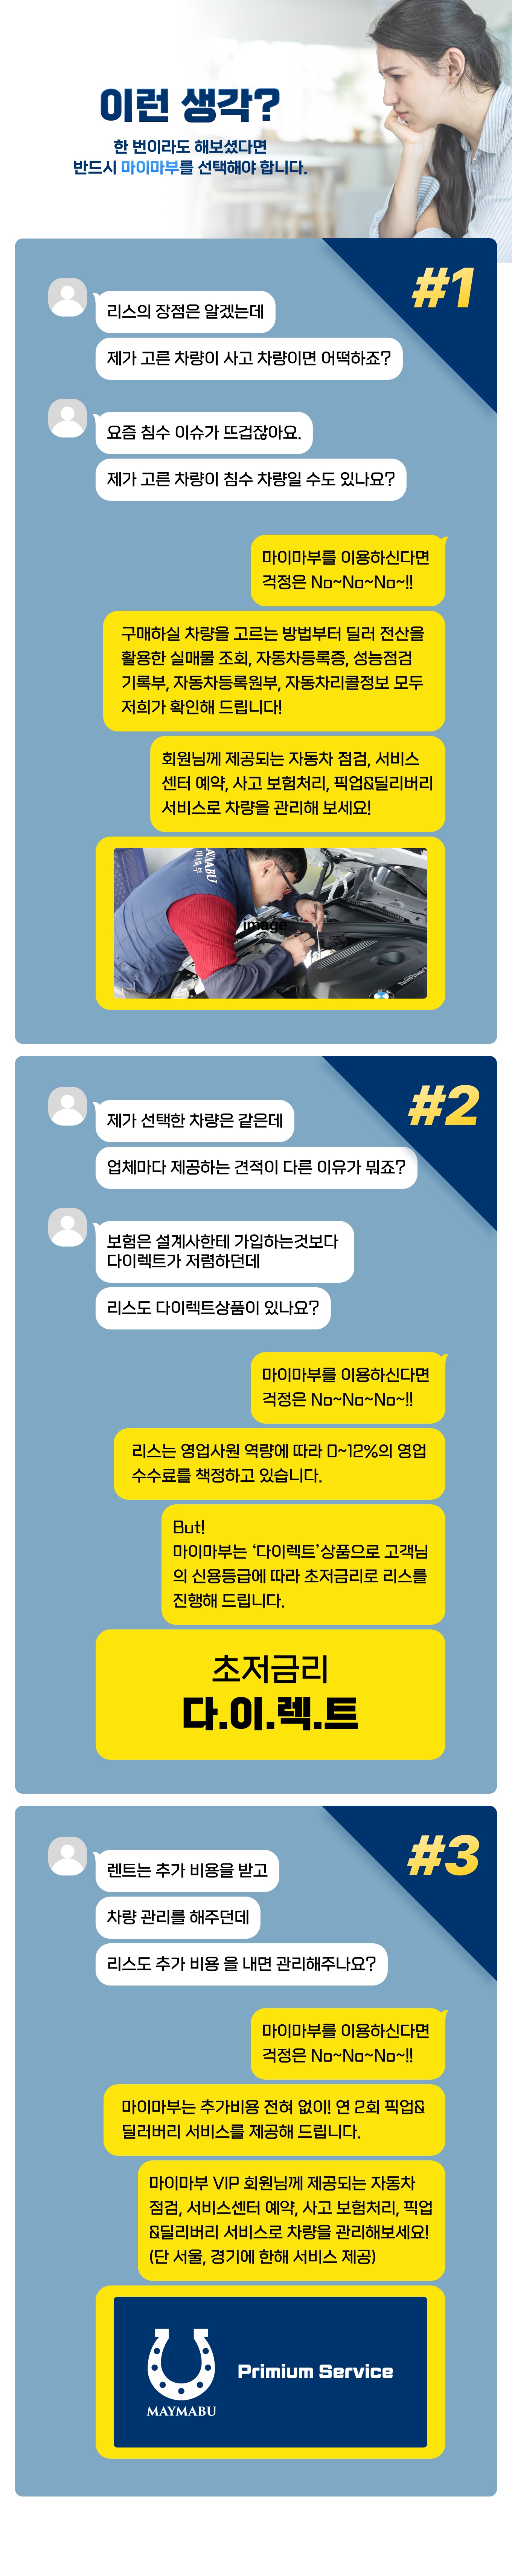 이런 생각?
한 번이라도 해보셨다면
반드시 마이마부를 선택해야 합니다.
#1
리스의 장점은 알겠는데
제가 고른 차량이 사고 차량이면 어떡하죠?
요즘 침수 이슈가 뜨겁잖아요.
제가 고른 차량이 침수 차량일 수도 있나요?
마이마부를 이용하신다면
걱정은 No~No~No~!!
구매하실 차량을 고르는 방법부터 딜러 전산을
활용한 실매물 조회, 자동차등록증, 성능점검
기록부, 자동차등록원부, 자동차리콜정보 모두
저희가 확인해 드립니다!
회원님께 제공되는 자동차 점검, 서비스
센터 예약, 사고 보험처리, 픽업&딜리버리
서비스로 차량을 관리해 보세요!
마이마부
image
#2
제가 선택한 차량은 같은데
업체마다 제공하는 견적이 다른 이유가 뭐죠?
보험은 설계사한테 가입하는것보다
다이렉트가 저렴하던데
리스도 다이렉트상품이 있나요?
마이마부를 이용하신다면
걱정은 No~No~No~!!
리스는 영업사원 역량에 따라 0~12%의 영업
수수료를 책정하고 있습니다.
But!
마이마부는 ‘다이렉트’상품으로 고객님
의 신용등급에 따라 초저금리로 리스를
진행해 드립니다.
초저금리
다.이.렉.트
#3
렌트는 추가 비용을 받고
차량 관리를 해주던데
리스도 추가 비용 을 내면 관리해주나요?
마이마부를 이용하신다면
걱정은 No~No~No~!!
마이마부는 추가비용 전혀 없이! 연 2회 픽업&
딜러버리 서비스를 제공해 드립니다.
마이마부 VIP 회원님께 제공되는 자동차
점검, 서비스센터 예약, 사고 보험처리, 픽업
&딜리버리 서비스로 차량을 관리해보세요!
(단 서울, 경기에 한해 서비스 제공)
MAYMABU
Primium Service